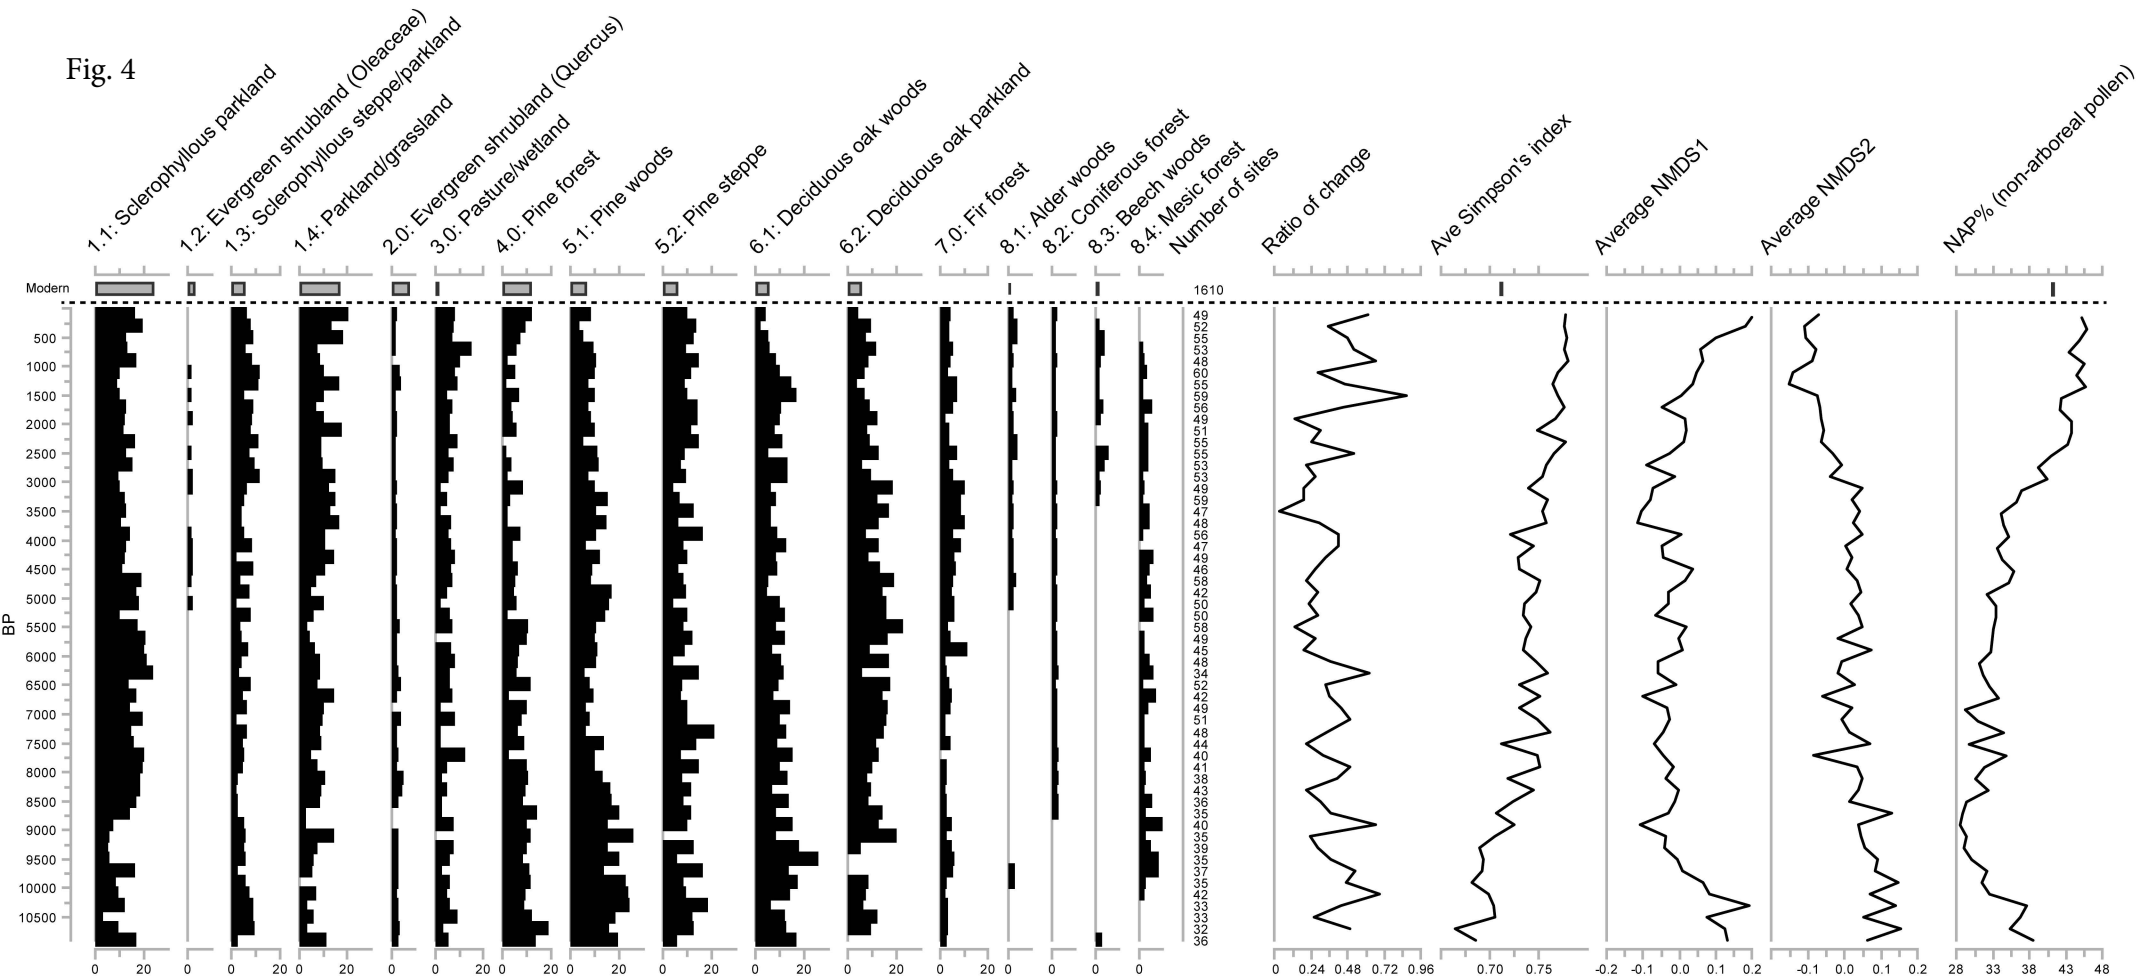 Fig. 4
1.1: Sclerophyllous parkland
1.2: Evergreen shrubland (Oleaceae)
1.3: Sclerophyllous steppe/parkland
1.4: Parkland/grassland
2.0: Evergreen shrubland (Quercus)
3.0: Pasture/wetland
4.0: Pine forest
5.1: Pine woods
5.2: Pine steppe
6.1: Deciduous oak woods
6.2: Deciduous oak parkland
7.0: Fir forest
8.1: Alder woods
8.2: Coniferous forest
8.3: Beech woods
8.4: Mesic forest
Number of sites
Ratio of change
Ave Simpson's index
Average NMDS1
Average NMDS2
NAP% (non-arboreal pollen)
Modern
1610
BP
500
1000
1500
2000
2500
3000
3500
4000
4500
5000
5500
6000
6500
7000
7500
8000
8500
9000
9500
10000
10500
49
52
55
53
48
60
55
59
56
49
51
55
55
53
53
49
59
47
48
56
47
49
46
58
42
50
50
58
49
45
48
34
52
42
49
51
48
44
40
41
38
43
36
35
40
35
39
35
37
35
42
33
33
32
36
0 20 0 0 20 0 20 0 0 20 0 20 0 20 0 20 0 20 0 20 0 20 0 0 0 0 0 0.24 0.48 0.72 0.96 0.70 0.75 -0.2 -0.1 0.0 0.1 0.2 -0.1 0.0 0.1 0.2 28 33 38 43 48